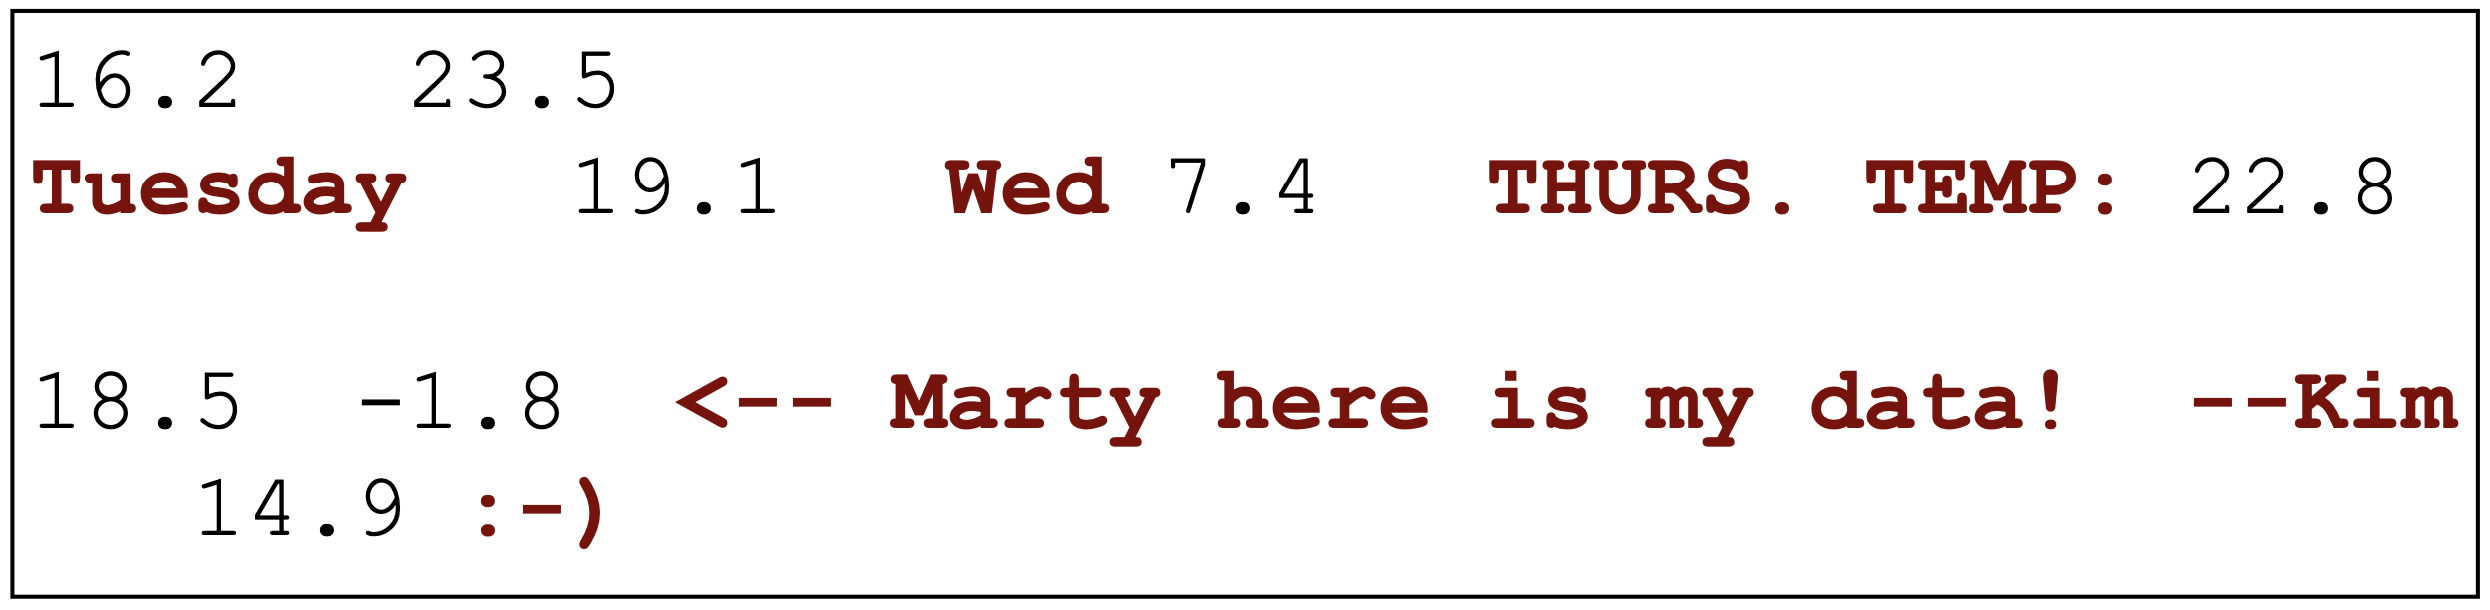 16.2   23.5
Tuesday   19.1   Wed 7.4   THURS. TEMP: 22.8
18.5  -1.8  <-- Marty here is my data!  --Kim
14.9 :-)